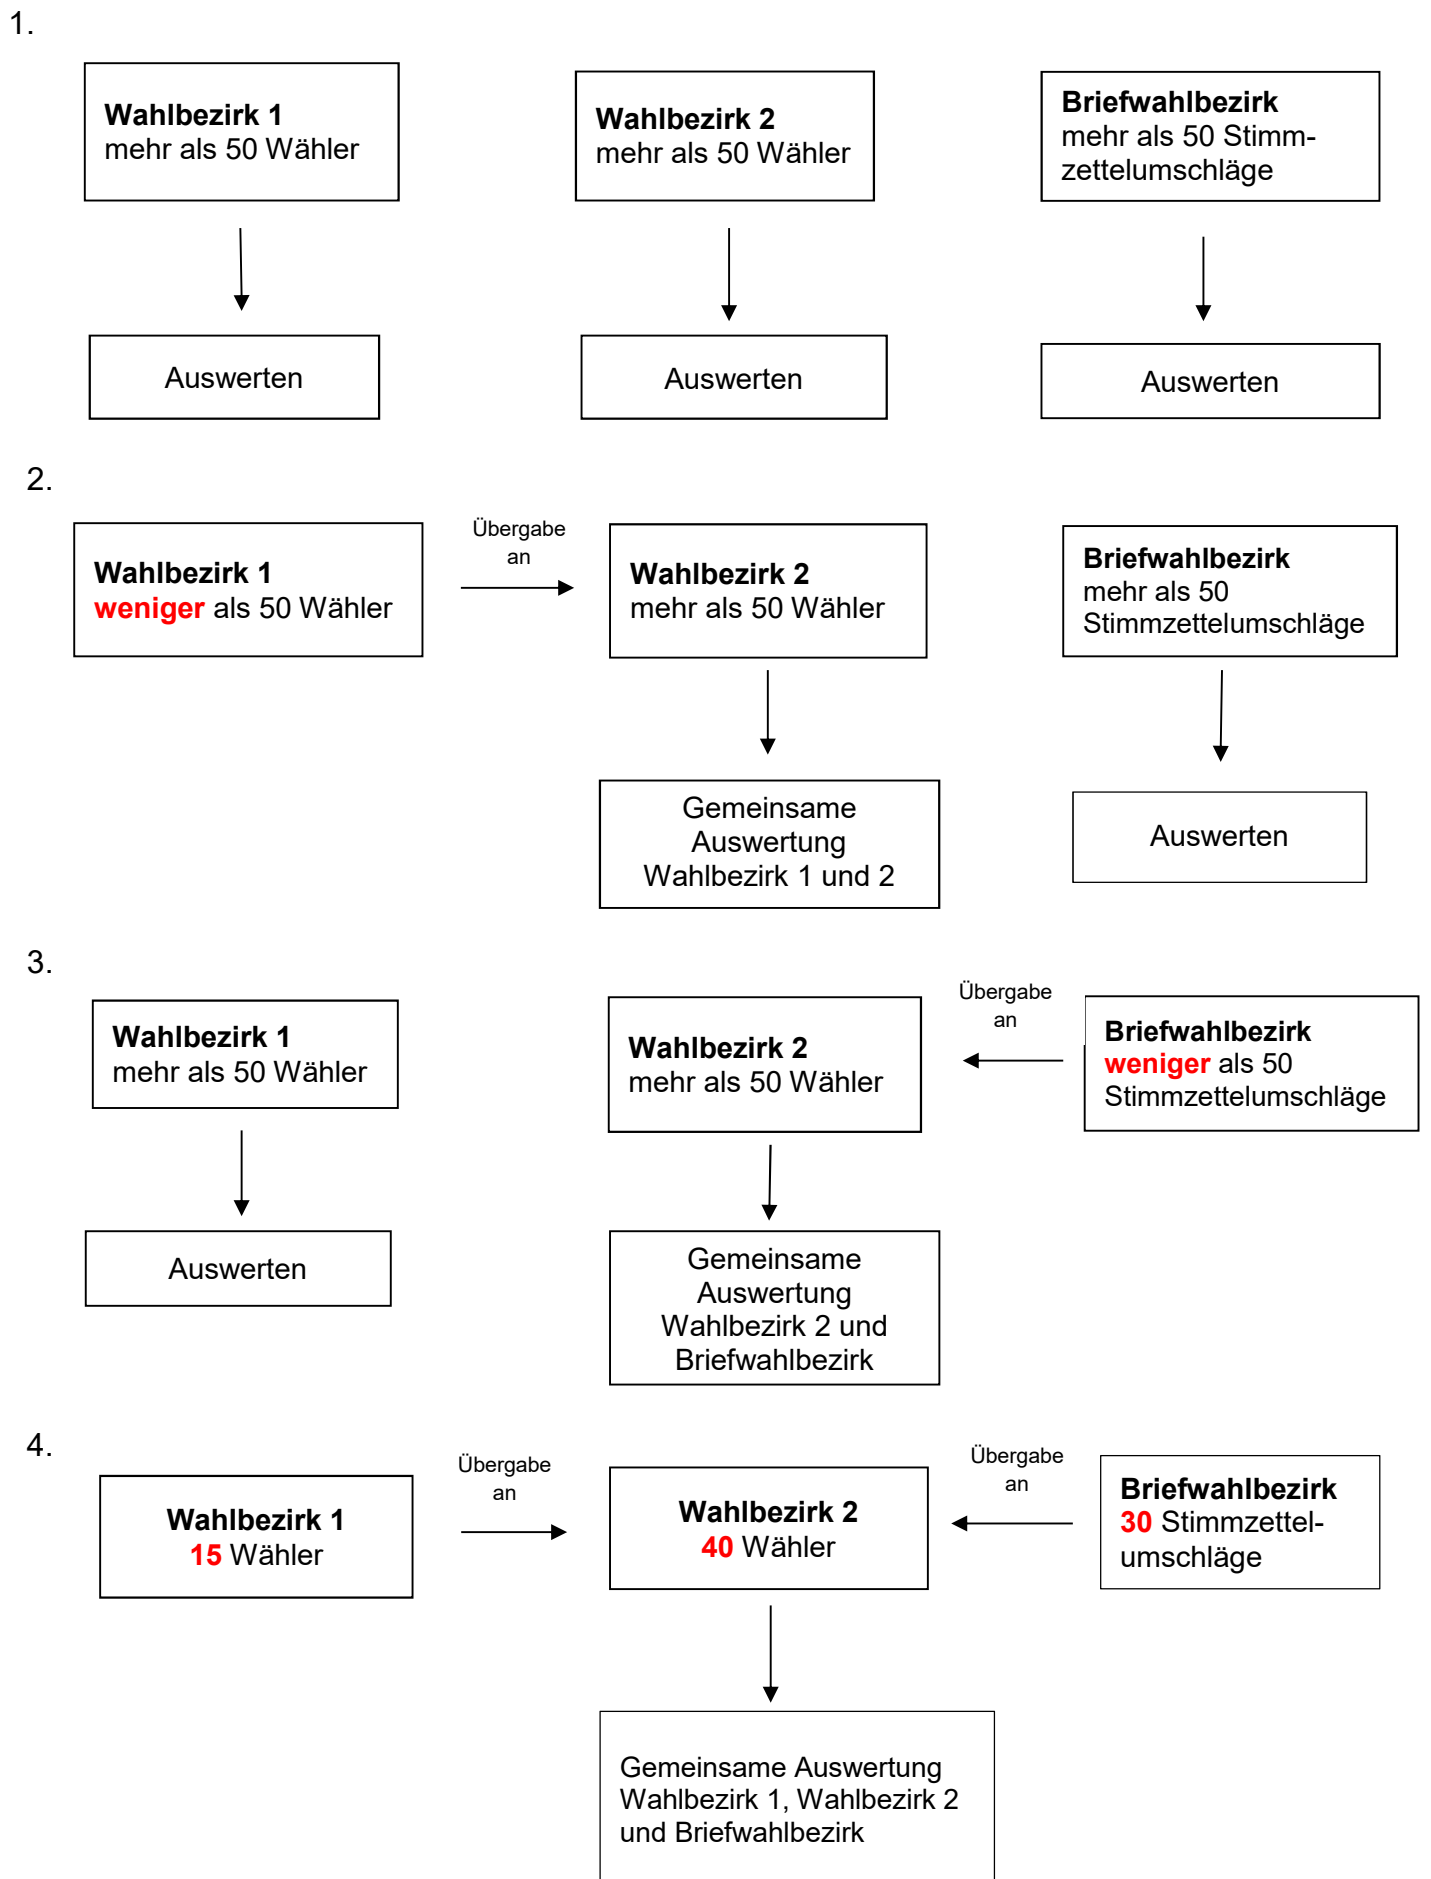 1.
Wahlbezirk 1
mehr als 50 Wähler
Wahlbezirk 2
mehr als 50 Wähler
Briefwahlbezirk
mehr als 50 Stimm-
zettelumschläge
Auswerten
Auswerten
Auswerten
2.
Wahlbezirk 1
weniger als 50 Wähler
Übergabe
an
Wahlbezirk 2
mehr als 50 Wähler
Briefwahlbezirk
mehr als 50
Stimmzettelumschläge
Gemeinsame
Auswertung
Wahlbezirk 1 und 2
Auswerten
3.
Wahlbezirk 1
mehr als 50 Wähler
Wahlbezirk 2
mehr als 50 Wähler
Übergabe
an
Briefwahlbezirk
weniger als 50
Stimmzettelumschläge
Auswerten
Gemeinsame
Auswertung
Wahlbezirk 2 und
Briefwahlbezirk
4.
Wahlbezirk 1
15 Wähler
Übergabe
an
Wahlbezirk 2
40 Wähler
Übergabe
an
Briefwahlbezirk
30 Stimmzettel-
umschläge
Gemeinsame Auswertung
Wahlbezirk 1, Wahlbezirk 2
und Briefwahlbezirk